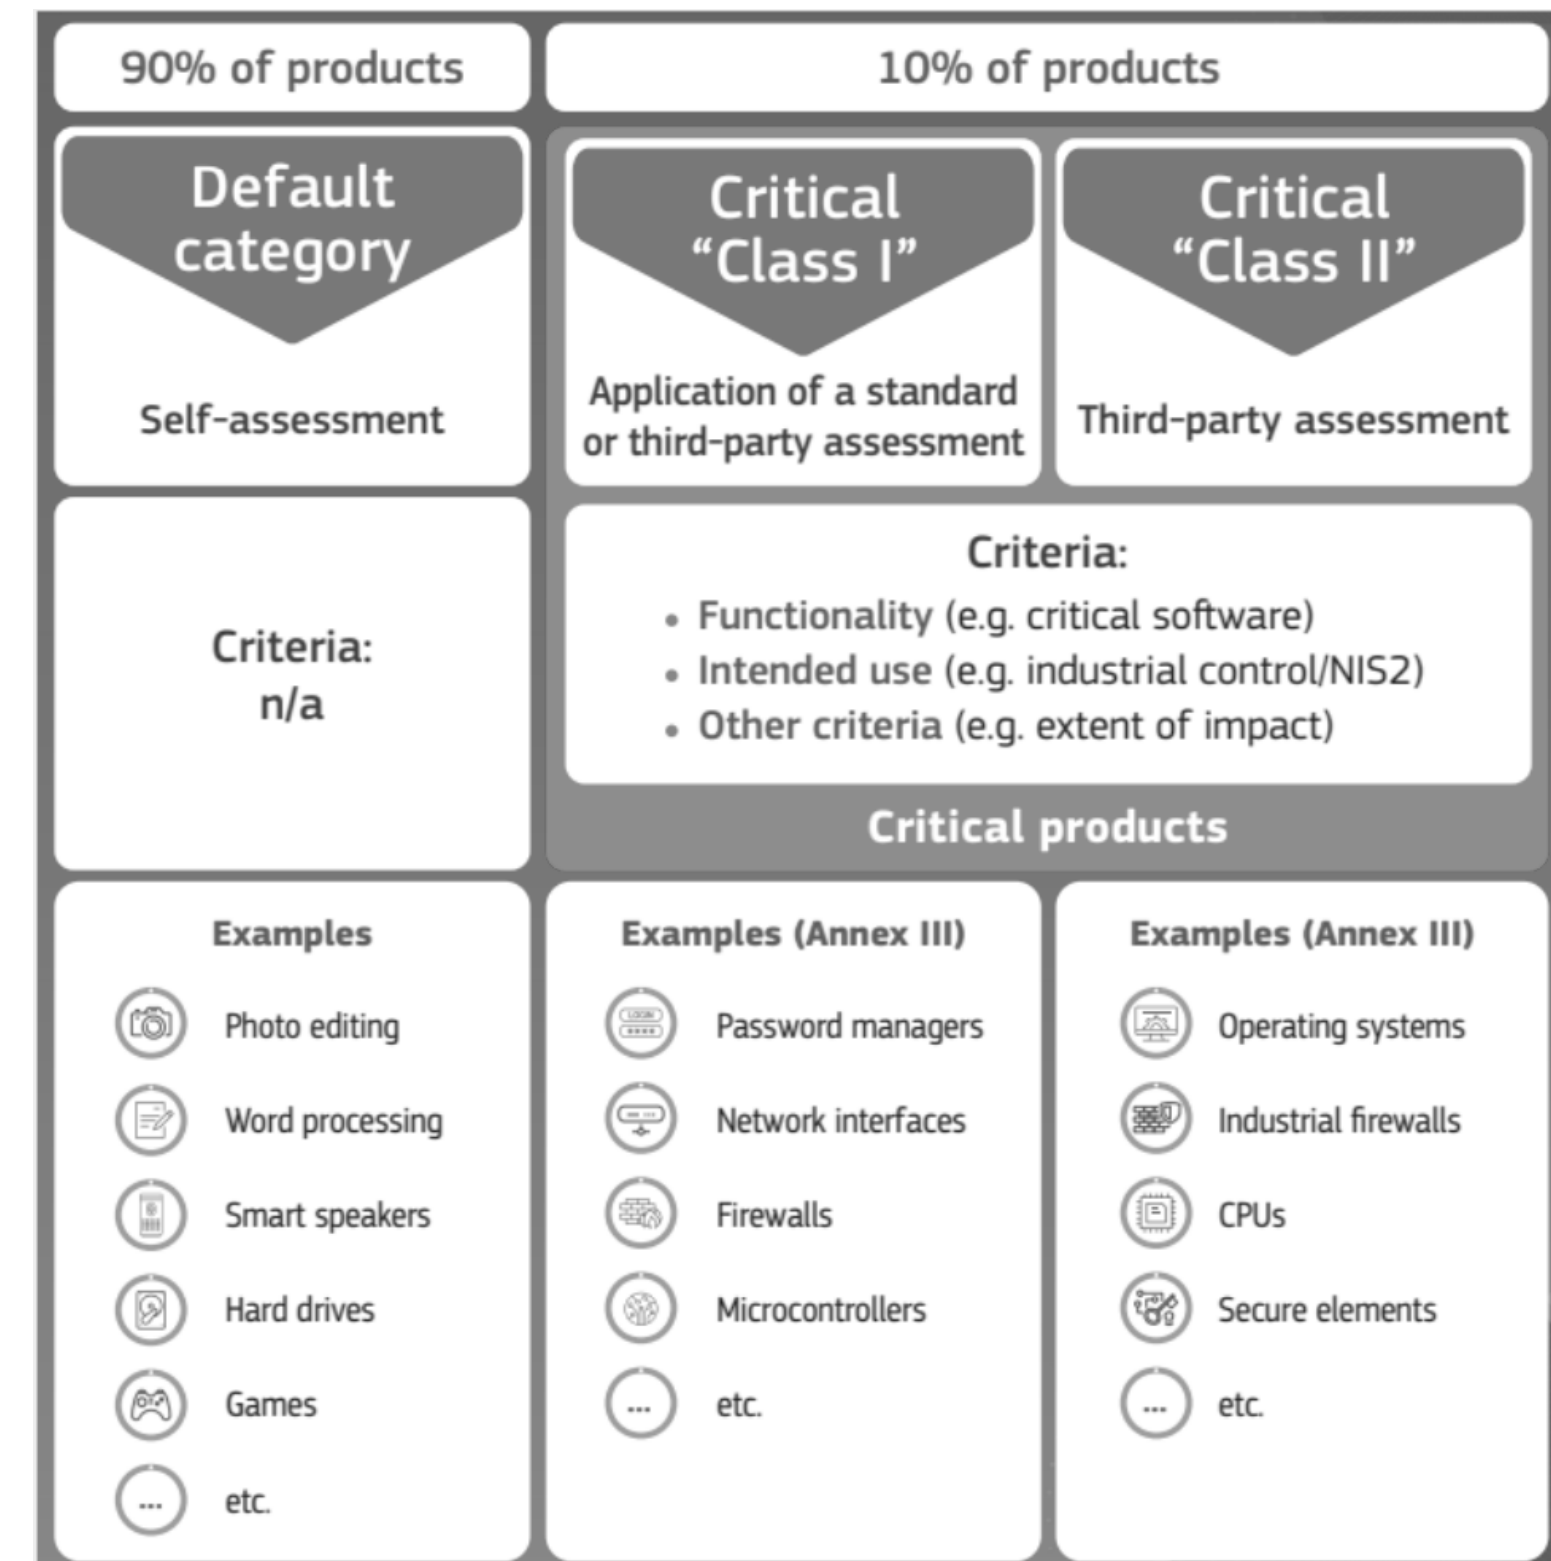 90% of products
10% of products
Default
category
Self-assessment
Critical
“Class I”
Application of a standard
or third-party assessment
Critical
“Class II”
Third-party assessment
Criteria:
n/a
Criteria:
• Functionality (e.g. critical software)
• Intended use (e.g. industrial control/NIS2)
• Other criteria (e.g. extent of impact)
Critical products
Examples
Photo editing
Word processing
Smart speakers
Hard drives
Games
... etc.
Examples (Annex III)
LOGIN
****
Password managers
Network interfaces
Firewalls
Microcontrollers
... etc.
Examples (Annex III)
Operating systems
Industrial firewalls
CPUs
Secure elements
... etc.